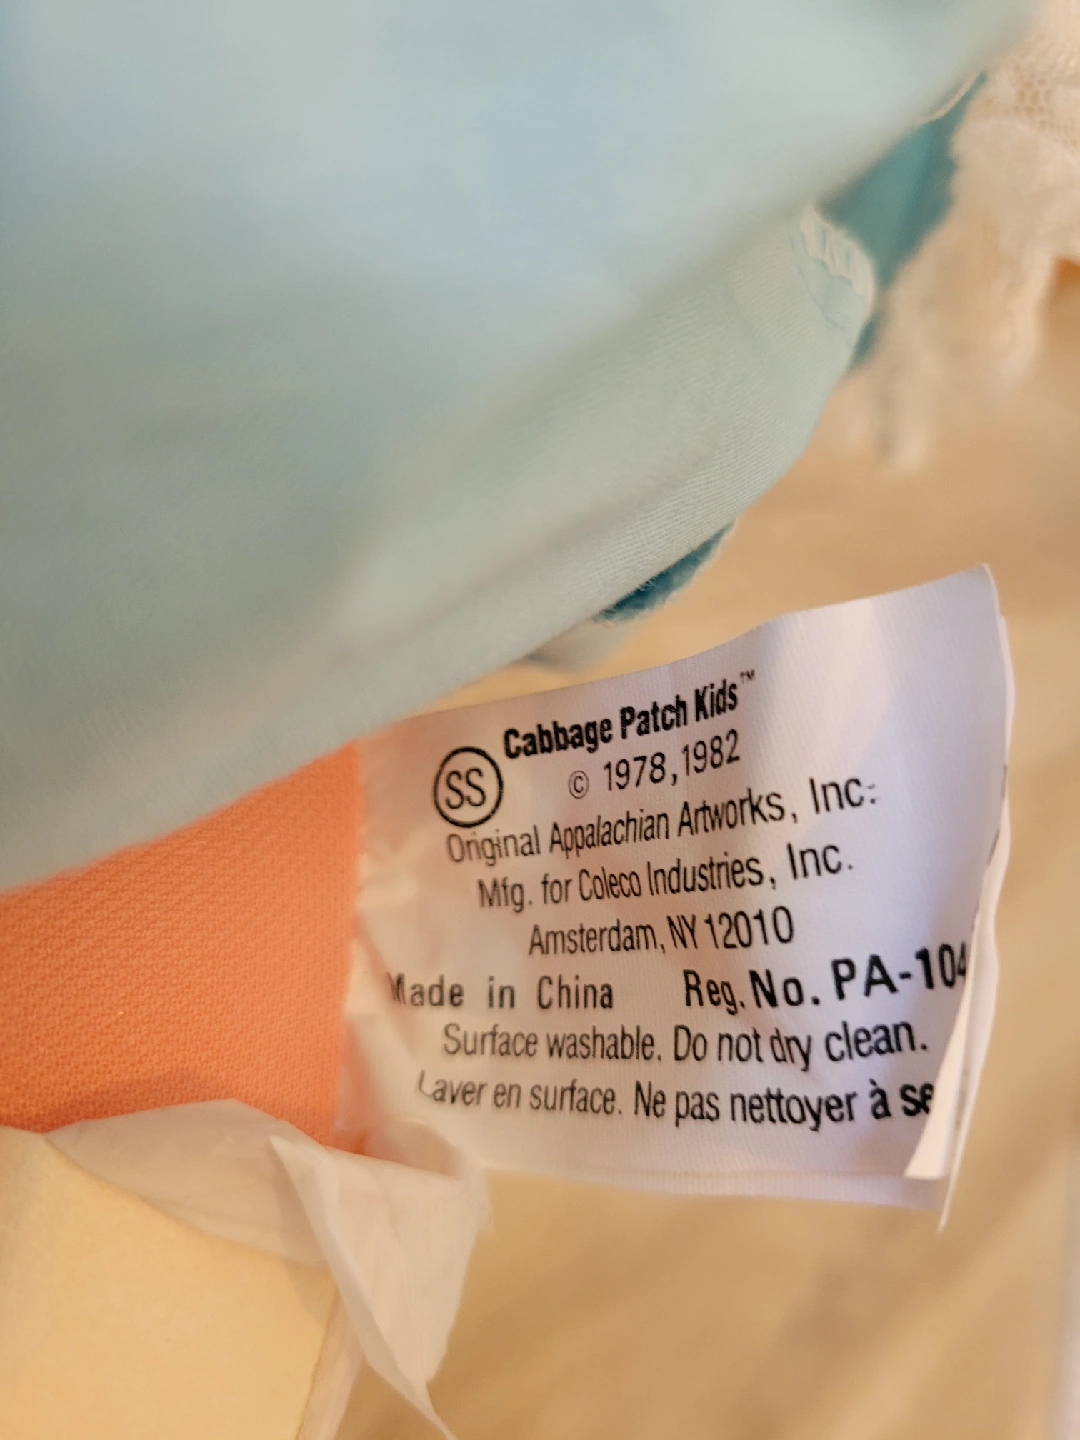 Cabbage Patch Kids™
SS
© 1978,1982
Original Appalachian Artworks, Inc.
Mfg. for Coleco Industries, Inc.
Amsterdam, NY 12010
Made in China Reg. No. PA-104
Surface washable. Do not dry clean.
Laver en surface. Ne pas nettoyer à se